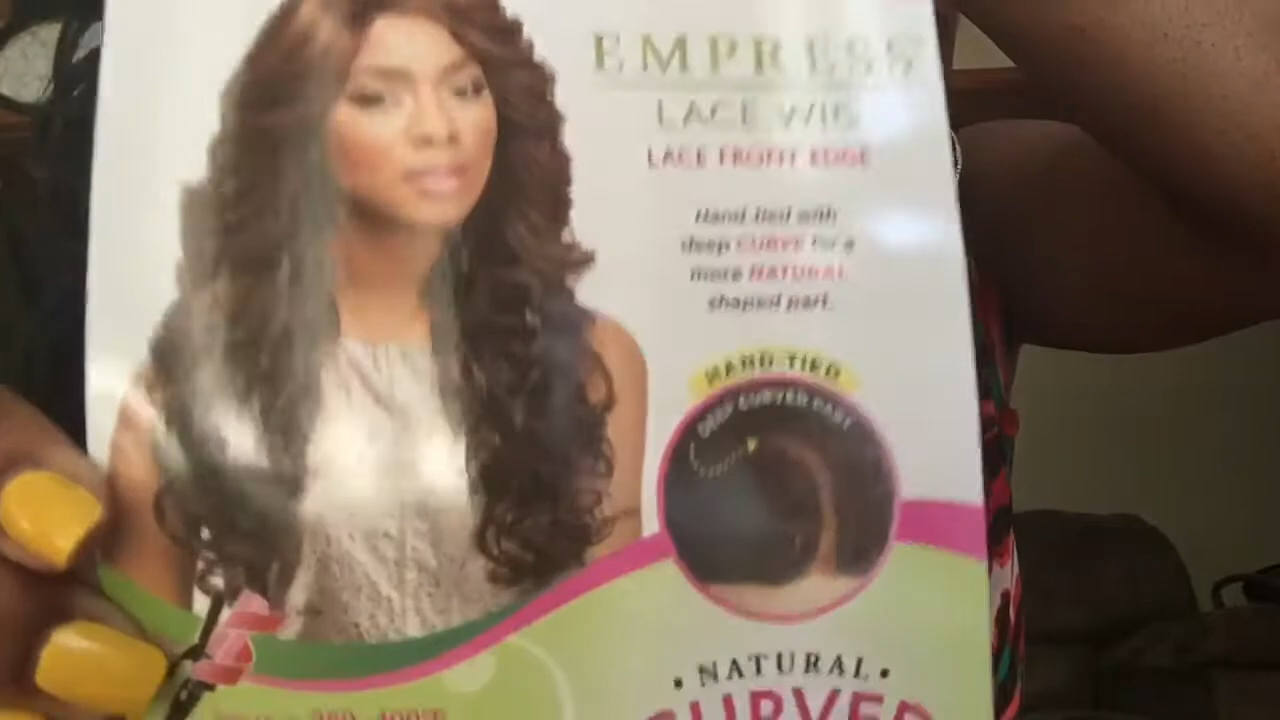 EMPRESS
LACE WIG
LACE FRONT EDGE
Hand-tied with
deep CURVE for a
more NATURAL
shaped part.
HAND-TIED
DEEP CURVED PART
• NATURAL •
CURVED